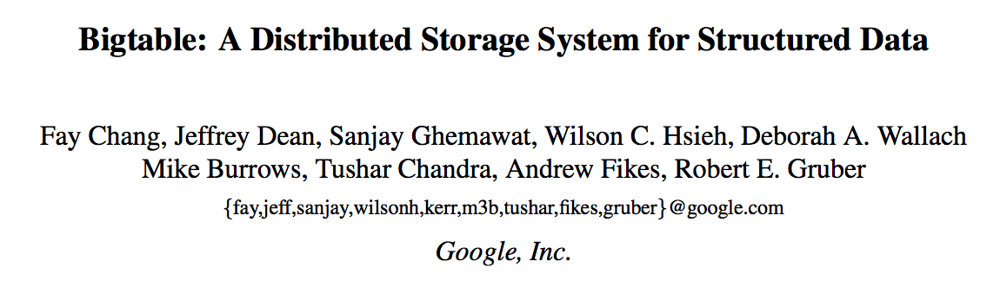 Bigtable: A Distributed Storage System for Structured Data
Fay Chang, Jeffrey Dean, Sanjay Ghemawat, Wilson C. Hsieh, Deborah A. Wallach
Mike Burrows, Tushar Chandra, Andrew Fikes, Robert E. Gruber
{fay,jeff,sanjay,wilsonh,kerr,m3b,tushar,fikes,gruber}@google.com
Google, Inc.